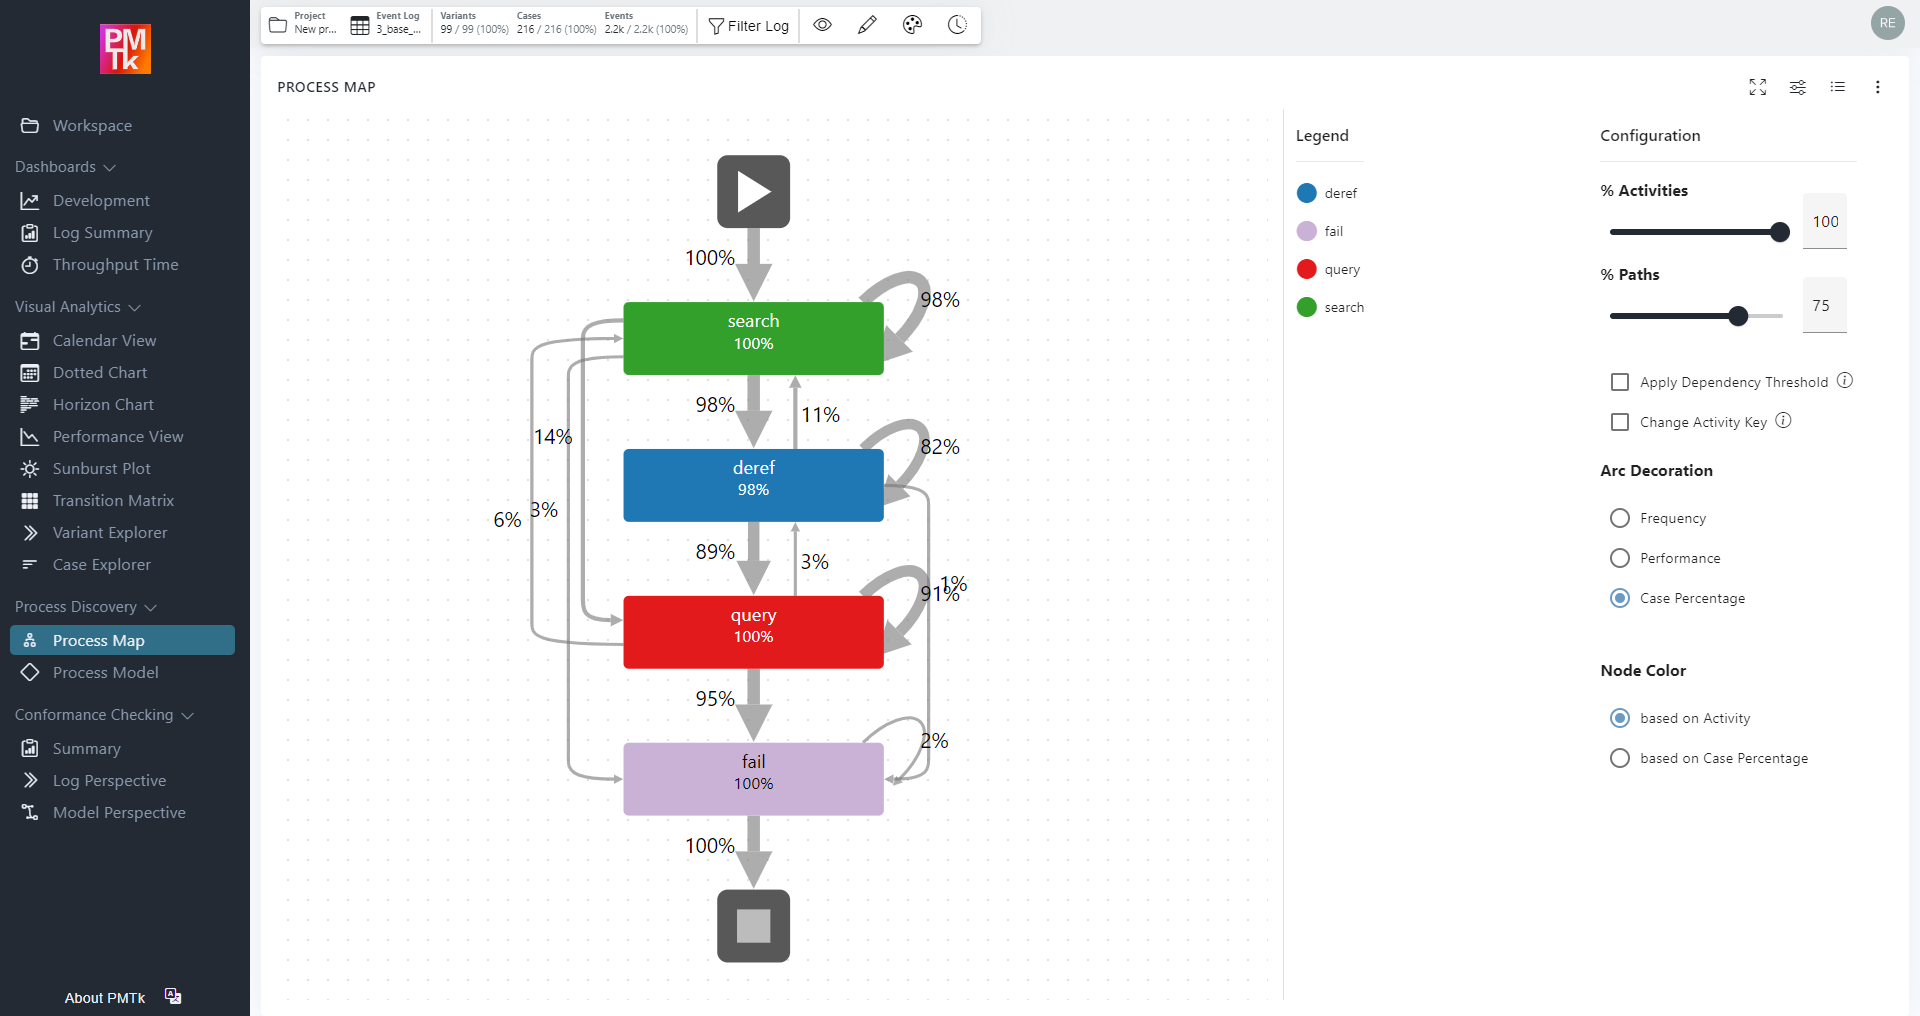 PM
Tk
Workspace
Dashboards
Development
Log Summary
Throughput Time
Visual Analytics
Calendar View
Dotted Chart
Horizon Chart
Performance View
Sunburst Plot
Transition Matrix
Variant Explorer
Case Explorer
Process Discovery
Process Map
Process Model
Conformance Checking
Summary
Log Perspective
Model Perspective
About PMTk
Project
New pr...
Event Log
3_base_...
Variants
99 / 99 (100%)
Cases
216 / 216 (100%)
Events
2.2k / 2.2k (100%)
Filter Log
RE
PROCESS MAP
100%
search
100%
98%
98%
11%
14%
deref
98%
82%
6%
3%
89%
3%
1%
91%
query
100%
95%
2%
fail
100%
100%
Legend
deref
fail
query
search
Configuration
% Activities
100
% Paths
75
Apply Dependency Threshold
Change Activity Key
Arc Decoration
Frequency
Performance
Case Percentage
Node Color
based on Activity
based on Case Percentage